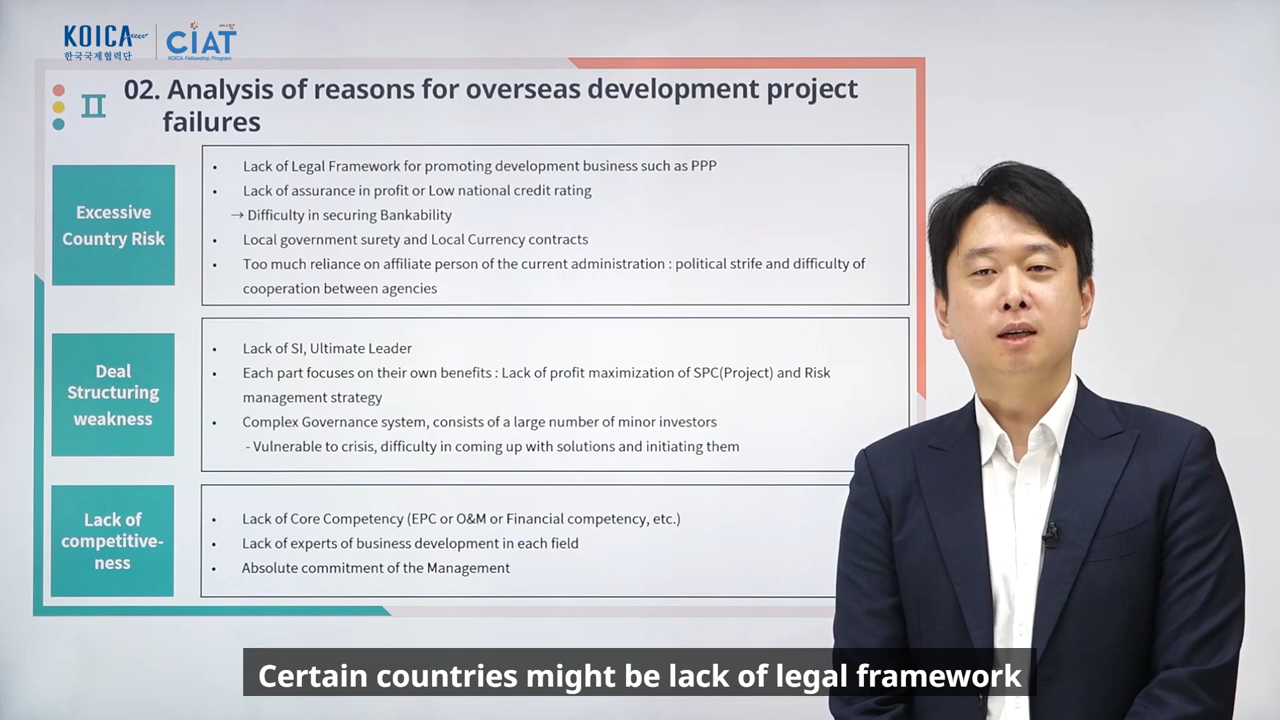 KOICA
한국국제협력단
CIAT
KOICA Fellowship Program
II
02. Analysis of reasons for overseas development project
failures
Excessive
Country Risk
• Lack of Legal Framework for promoting development business such as PPP
• Lack of assurance in profit or Low national credit rating
→ Difficulty in securing Bankability
• Local government surety and Local Currency contracts
• Too much reliance on affiliate person of the current administration : political strife and difficulty of
cooperation between agencies
Deal
Structuring
weakness
• Lack of SI, Ultimate Leader
• Each part focuses on their own benefits : Lack of profit maximization of SPC(Project) and Risk
management strategy
• Complex Governance system, consists of a large number of minor investors
- Vulnerable to crisis, difficulty in coming up with solutions and initiating them
Lack of
competitive-
ness
• Lack of Core Competency (EPC or O&M or Financial competency, etc.)
• Lack of experts of business development in each field
• Absolute commitment of the Management
Certain countries might be lack of legal framework